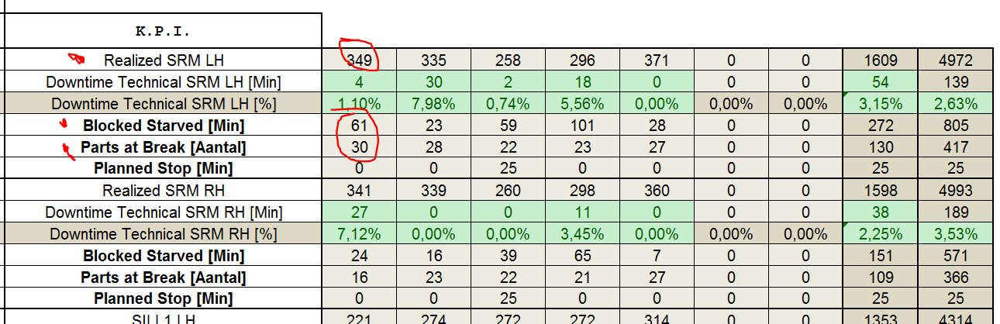 K.P.I.
Realized SRM LH 349 335 258 296 371 0 0 1609 4972
Downtime Technical SRM LH [Min] 4 30 2 18 0 0 0 54 139
Downtime Technical SRM LH [%] 1,10% 7,98% 0,74% 5,56% 0,00% 0,00% 0,00% 3,15% 2,63%
Blocked Starved [Min] 61 23 59 101 28 0 0 272 805
Parts at Break [Aantal] 30 28 22 23 27 0 0 130 417
Planned Stop [Min] 0 0 25 0 0 0 0 25 25
Realized SRM RH 341 339 260 298 360 0 0 1598 4993
Downtime Technical SRM RH [Min] 27 0 0 11 0 0 0 38 189
Downtime Technical SRM RH [%] 7,12% 0,00% 0,00% 3,45% 0,00% 0,00% 0,00% 2,25% 3,53%
Blocked Starved [Min] 24 16 39 65 7 0 0 151 571
Parts at Break [Aantal] 16 23 22 21 27 0 0 109 366
Planned Stop [Min] 0 0 25 0 0 0 0 25 25
SILL1 LH 221 274 272 272 314 0 0 1353 4314